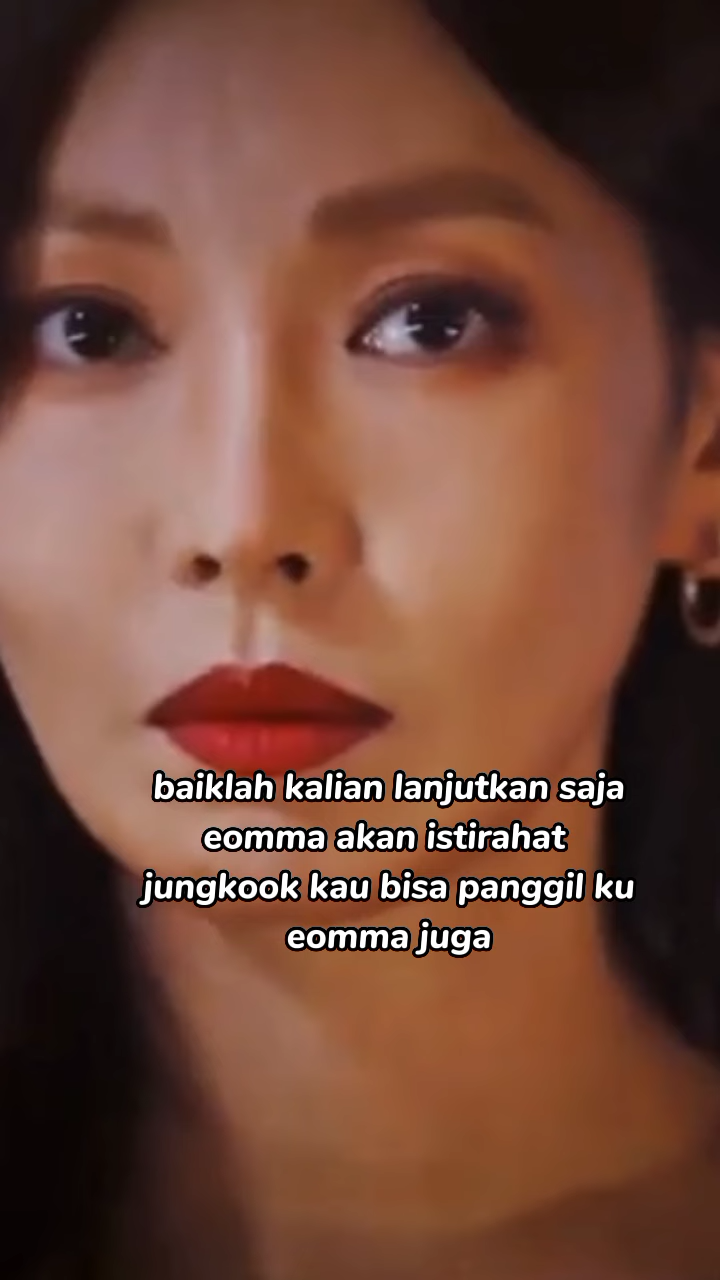 baiklah kalian lanjutkan saja
eomma akan istirahat
jungkook kau bisa panggil ku
eomma juga